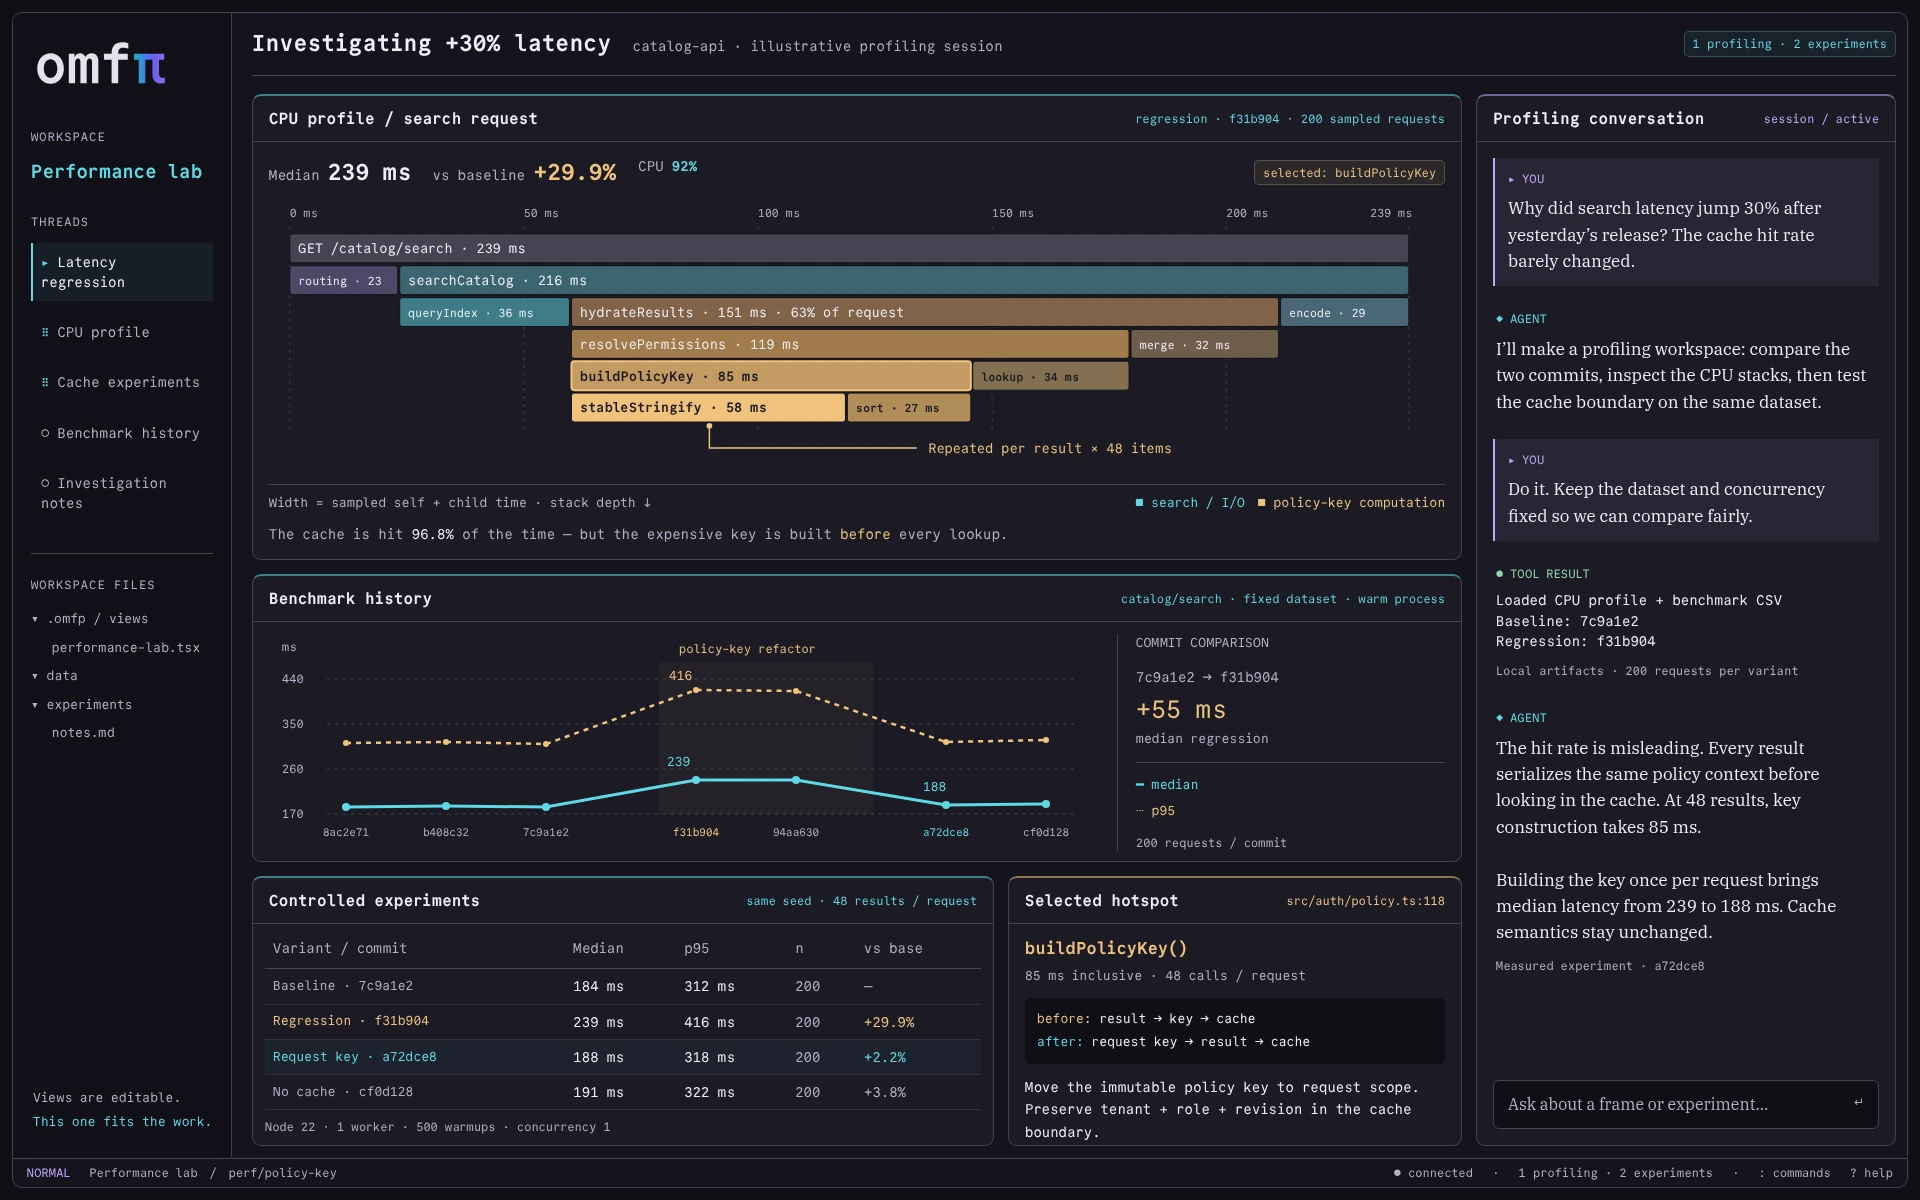 omfπ
WORKSPACE
Performance lab
THREADS
▸ Latency
regression
⠿ CPU profile
⠿ Cache experiments
○ Benchmark history
○ Investigation
notes
WORKSPACE FILES
▾ .omfp / views
performance-lab.tsx
▾ data
▾ experiments
notes.md
Views are editable.
This one fits the work.
Investigating +30% latency
catalog-api · illustrative profiling session
1 profiling · 2 experiments
CPU profile / search request
regression · f31b904 · 200 sampled requests
Median 239 ms vs baseline +29.9% CPU 92%
selected: buildPolicyKey
0 ms 50 ms 100 ms 150 ms 200 ms 239 ms
GET /catalog/search · 239 ms
routing · 23 searchCatalog · 216 ms
queryIndex · 36 ms hydrateResults · 151 ms · 63% of request encode · 29
resolvePermissions · 119 ms merge · 32 ms
buildPolicyKey · 85 ms lookup · 34 ms
stableStringify · 58 ms sort · 27 ms
Repeated per result × 48 items
Width = sampled self + child time · stack depth ↓
■ search / I/O ■ policy-key computation
The cache is hit 96.8% of the time — but the expensive key is built before every lookup.
Benchmark history
catalog/search · fixed dataset · warm process
ms
policy-key refactor
440
416
350
260
239
188
170
8ac2e71 b408c32 7c9a1e2 f31b904 94aa630 a72dce8 cf0d128
COMMIT COMPARISON
7c9a1e2 → f31b904
+55 ms
median regression
━ median
┄ p95
200 requests / commit
Controlled experiments
same seed · 48 results / request
Variant / commit Median p95 n vs base
Baseline · 7c9a1e2 184 ms 312 ms 200 —
Regression · f31b904 239 ms 416 ms 200 +29.9%
Request key · a72dce8 188 ms 318 ms 200 +2.2%
No cache · cf0d128 191 ms 322 ms 200 +3.8%
Node 22 · 1 worker · 500 warmups · concurrency 1
Selected hotspot
src/auth/policy.ts:118
buildPolicyKey()
85 ms inclusive · 48 calls / request
before: result → key → cache
after: request key → result → cache
Move the immutable policy key to request scope.
Preserve tenant + role + revision in the cache
boundary.
Profiling conversation
session / active
▸ YOU
Why did search latency jump 30% after
yesterday’s release? The cache hit rate
barely changed.
◆ AGENT
I’ll make a profiling workspace: compare the
two commits, inspect the CPU stacks, then test
the cache boundary on the same dataset.
▸ YOU
Do it. Keep the dataset and concurrency
fixed so we can compare fairly.
● TOOL RESULT
Loaded CPU profile + benchmark CSV
Baseline: 7c9a1e2
Regression: f31b904
Local artifacts · 200 requests per variant
◆ AGENT
The hit rate is misleading. Every result
serializes the same policy context before
looking in the cache. At 48 results, key
construction takes 85 ms.
Building the key once per request brings
median latency from 239 to 188 ms. Cache
semantics stay unchanged.
Measured experiment · a72dce8
Ask about a frame or experiment... ↵
NORMAL Performance lab / perf/policy-key
● connected · 1 profiling · 2 experiments · : commands ? help